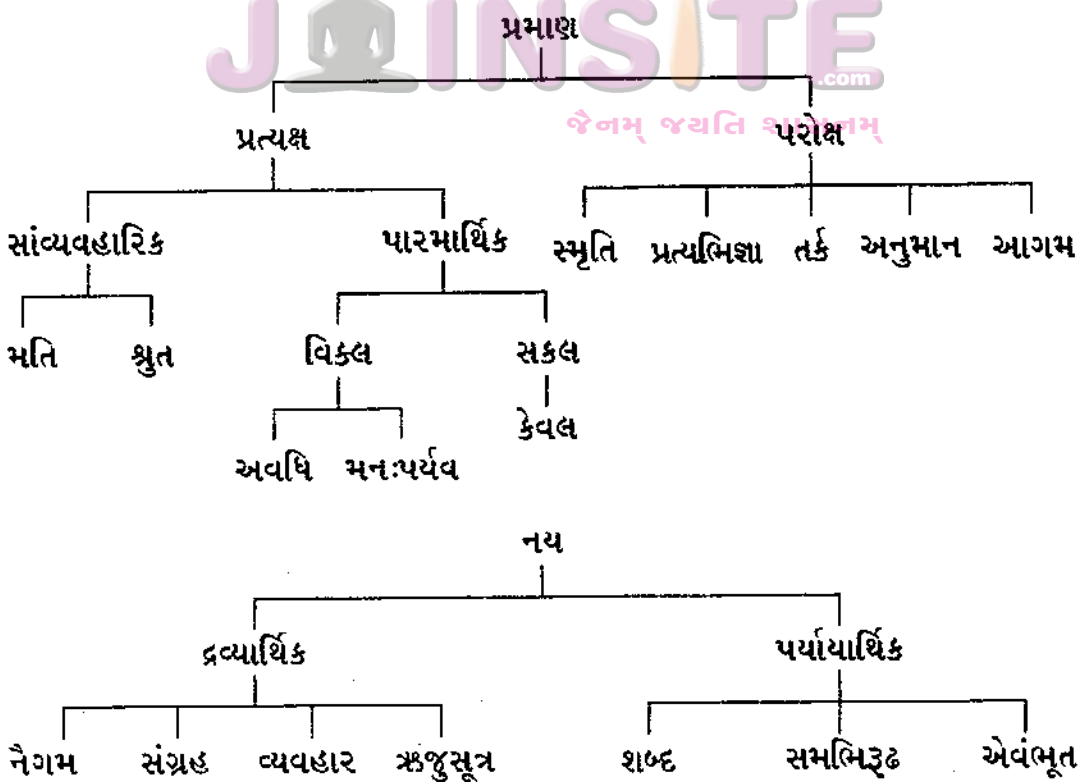 JAINSITE.com
પ્રમાણ
જૈનમ્ જયતિ શાસનમ્
પ્રત્યક્ષ પરોક્ષ
સાંવ્યવહારિક પારમાર્થિક સ્મૃતિ પ્રત્યભિજ્ઞા તર્ક અનુમાન આગમ
મતિ શ્રુત વિકલ સકલ
કેવલ
અવધિ મનઃપર્યવ
નય
દ્રવ્યાર્થિક પર્યાયાર્થિક
નૈગમ સંગ્રહ વ્યવહાર ઋજુસૂત્ર શબ્દ સમભિરૂઢ એવંભૂત